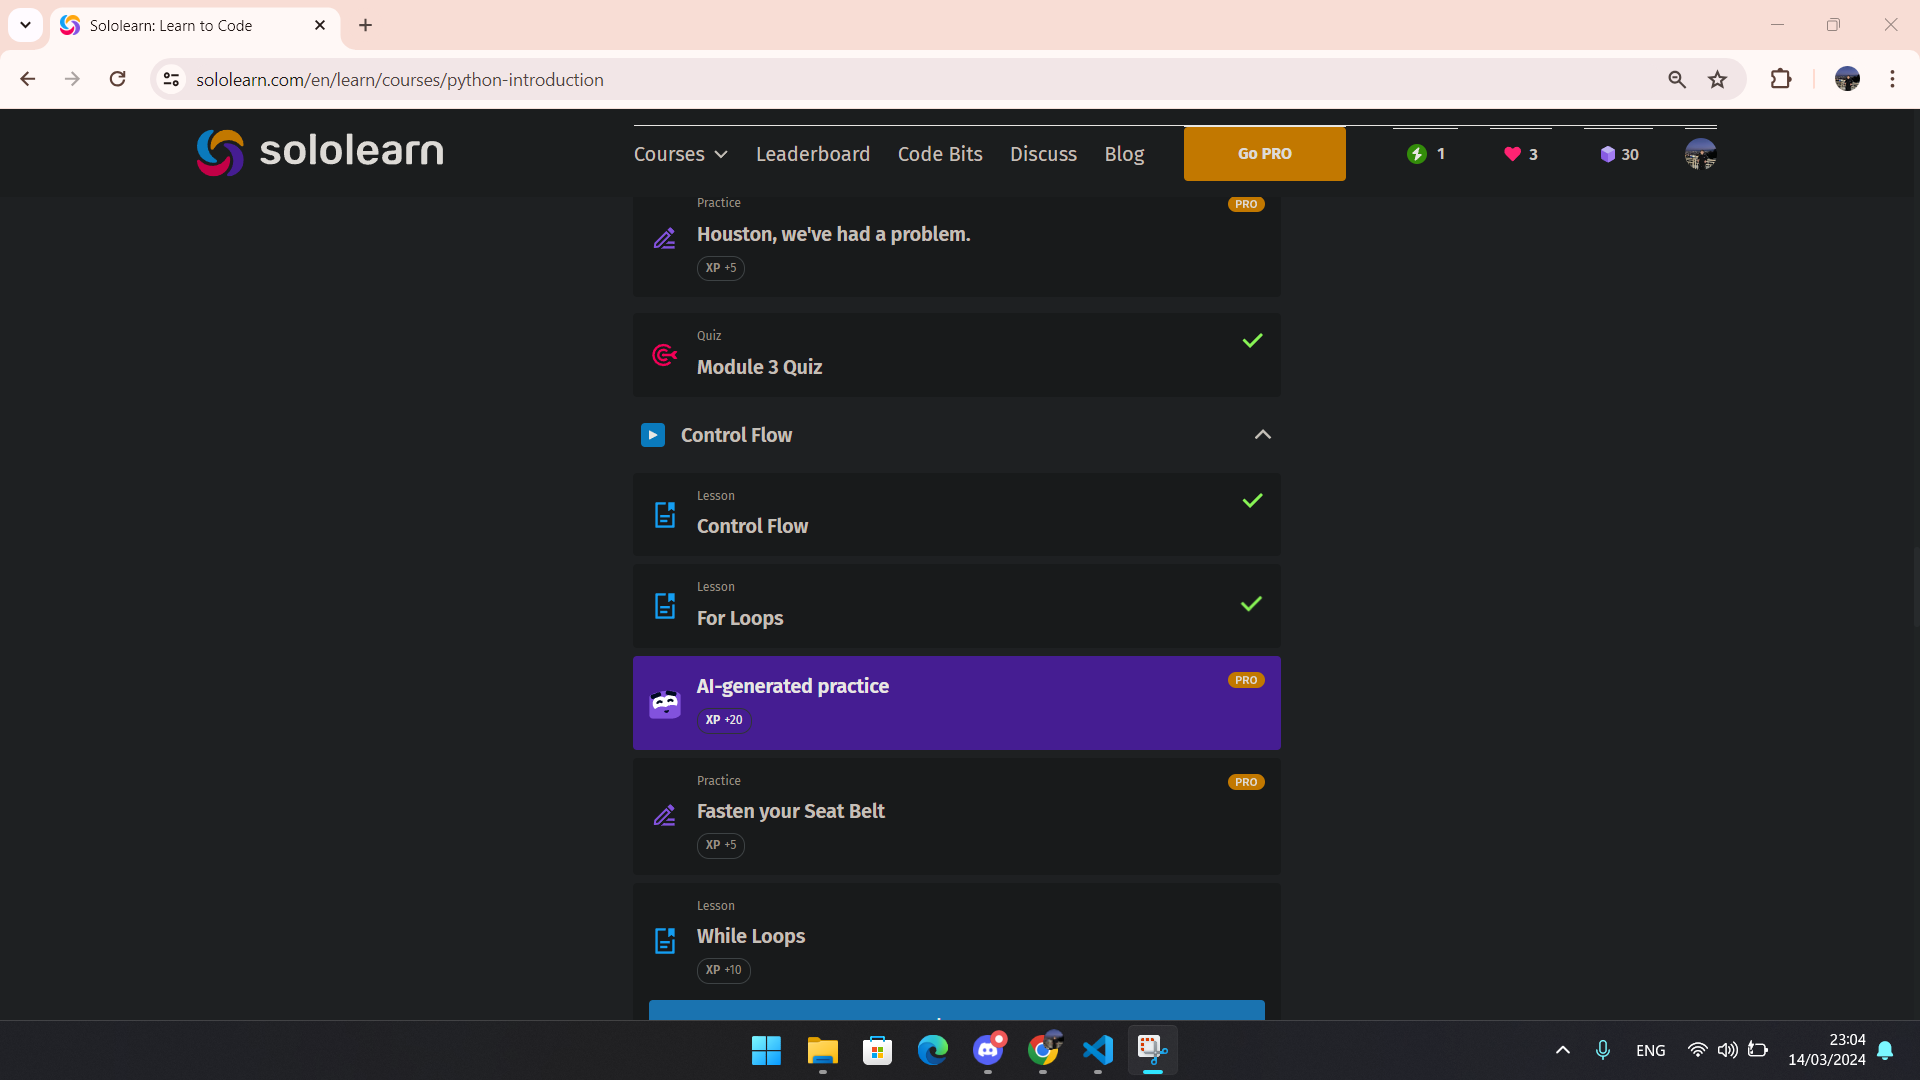 Sololearn: Learn to Code
sololearn.com/en/learn/courses/python-introduction
sololearn
Courses
Leaderboard
Code Bits
Discuss
Blog
Go PRO
1
3
30
Practice
PRO
Houston, we've had a problem.
XP +5
Quiz
Module 3 Quiz
Control Flow
Lesson
Control Flow
Lesson
For Loops
AI-generated practice
PRO
XP +20
Practice
PRO
Fasten your Seat Belt
XP +5
Lesson
While Loops
XP +10
ENG
23:04
14/03/2024